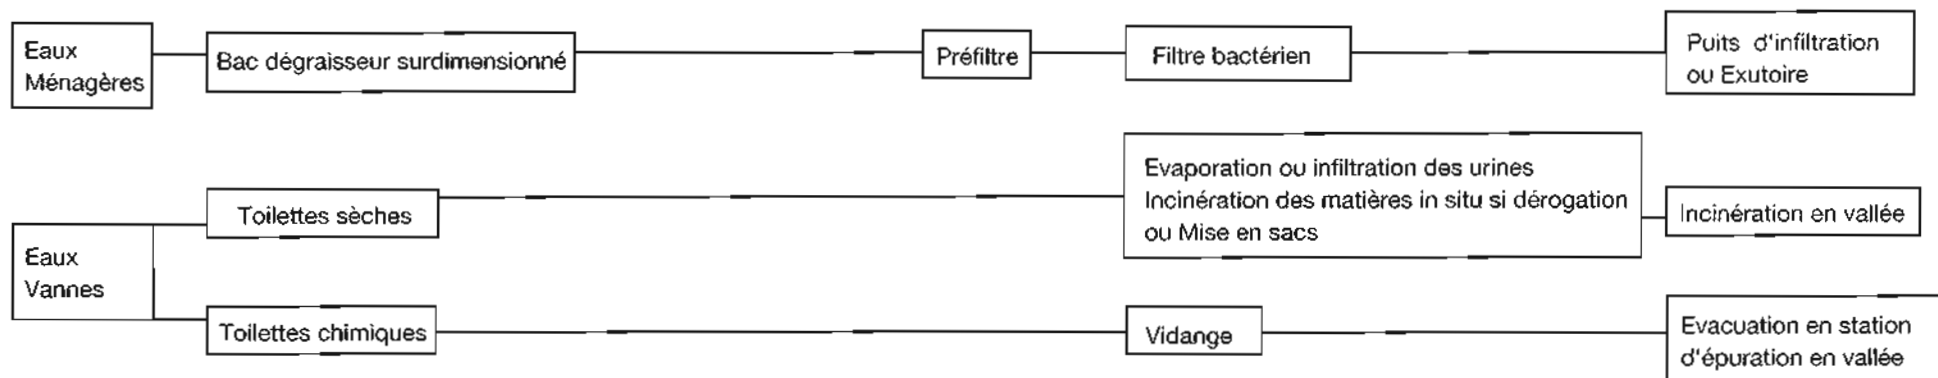 Eaux
Ménagères
Bac dégraisseur surdimensionné
Préfiltre
Filtre bactérien
Puits d'infiltration
ou Exutoire
Eaux
Vannes
Toilettes sèches
Evaporation ou infiltration des urines
Incinération des matières in situ si dérogation
ou Mise en sacs
Incinération en vallée
Toilettes chimiques
Vidange
Evacuation en station
d'épuration en vallée